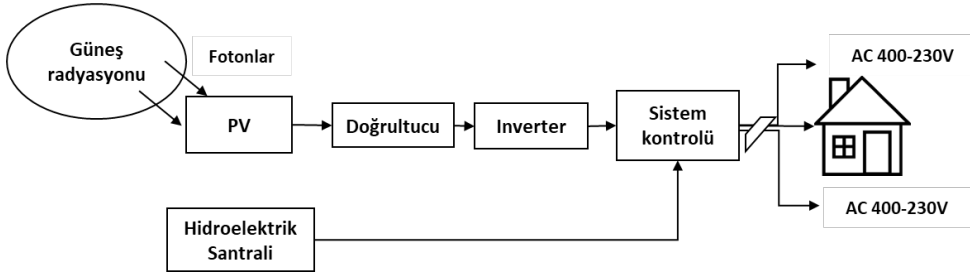 Güneş
radyasyonu
Fotonlar
PV
Doğrultucu
Inverter
Sistem
kontrolü
AC 400-230V
AC 400-230V
Hidroelektrik
Santrali